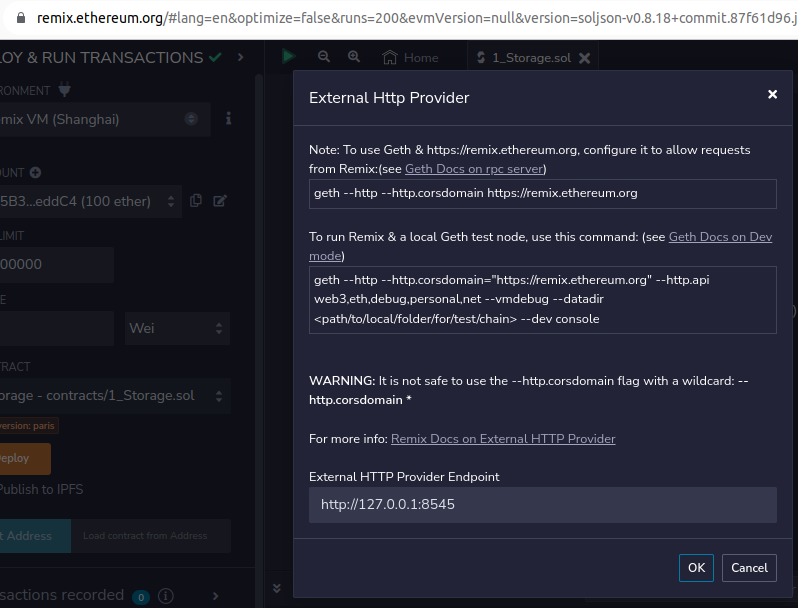 remix.ethereum.org/#lang=en&optimize=false&runs=200&evmVersion=null&version=soljson-v0.8.18+commit.87f61d96.j
LOY & RUN TRANSACTIONS
RONMENT
mix VM (Shanghai)
OUNT
5B3...eddC4 (100 ether)
LIMIT
00000
E
Wei
TRACT
orage - contracts/1_Storage.sol
version: paris
eploy
Publish to IPFS
t Address
Load contract from Address
nsactions recorded 0 i
Home
1_Storage.sol
External Http Provider
Note: To use Geth & https://remix.ethereum.org, configure it to allow requests
from Remix:(see Geth Docs on rpc server)
geth --http --http.corsdomain https://remix.ethereum.org
To run Remix & a local Geth test node, use this command: (see Geth Docs on Dev
mode)
geth --http --http.corsdomain="https://remix.ethereum.org" --http.api
web3,eth,debug,personal,net --vmdebug --datadir
<path/to/local/folder/for/test/chain> --dev console
WARNING: It is not safe to use the --http.corsdomain flag with a wildcard: --
http.corsdomain *
For more info: Remix Docs on External HTTP Provider
External HTTP Provider Endpoint
http://127.0.0.1:8545
OK
Cancel